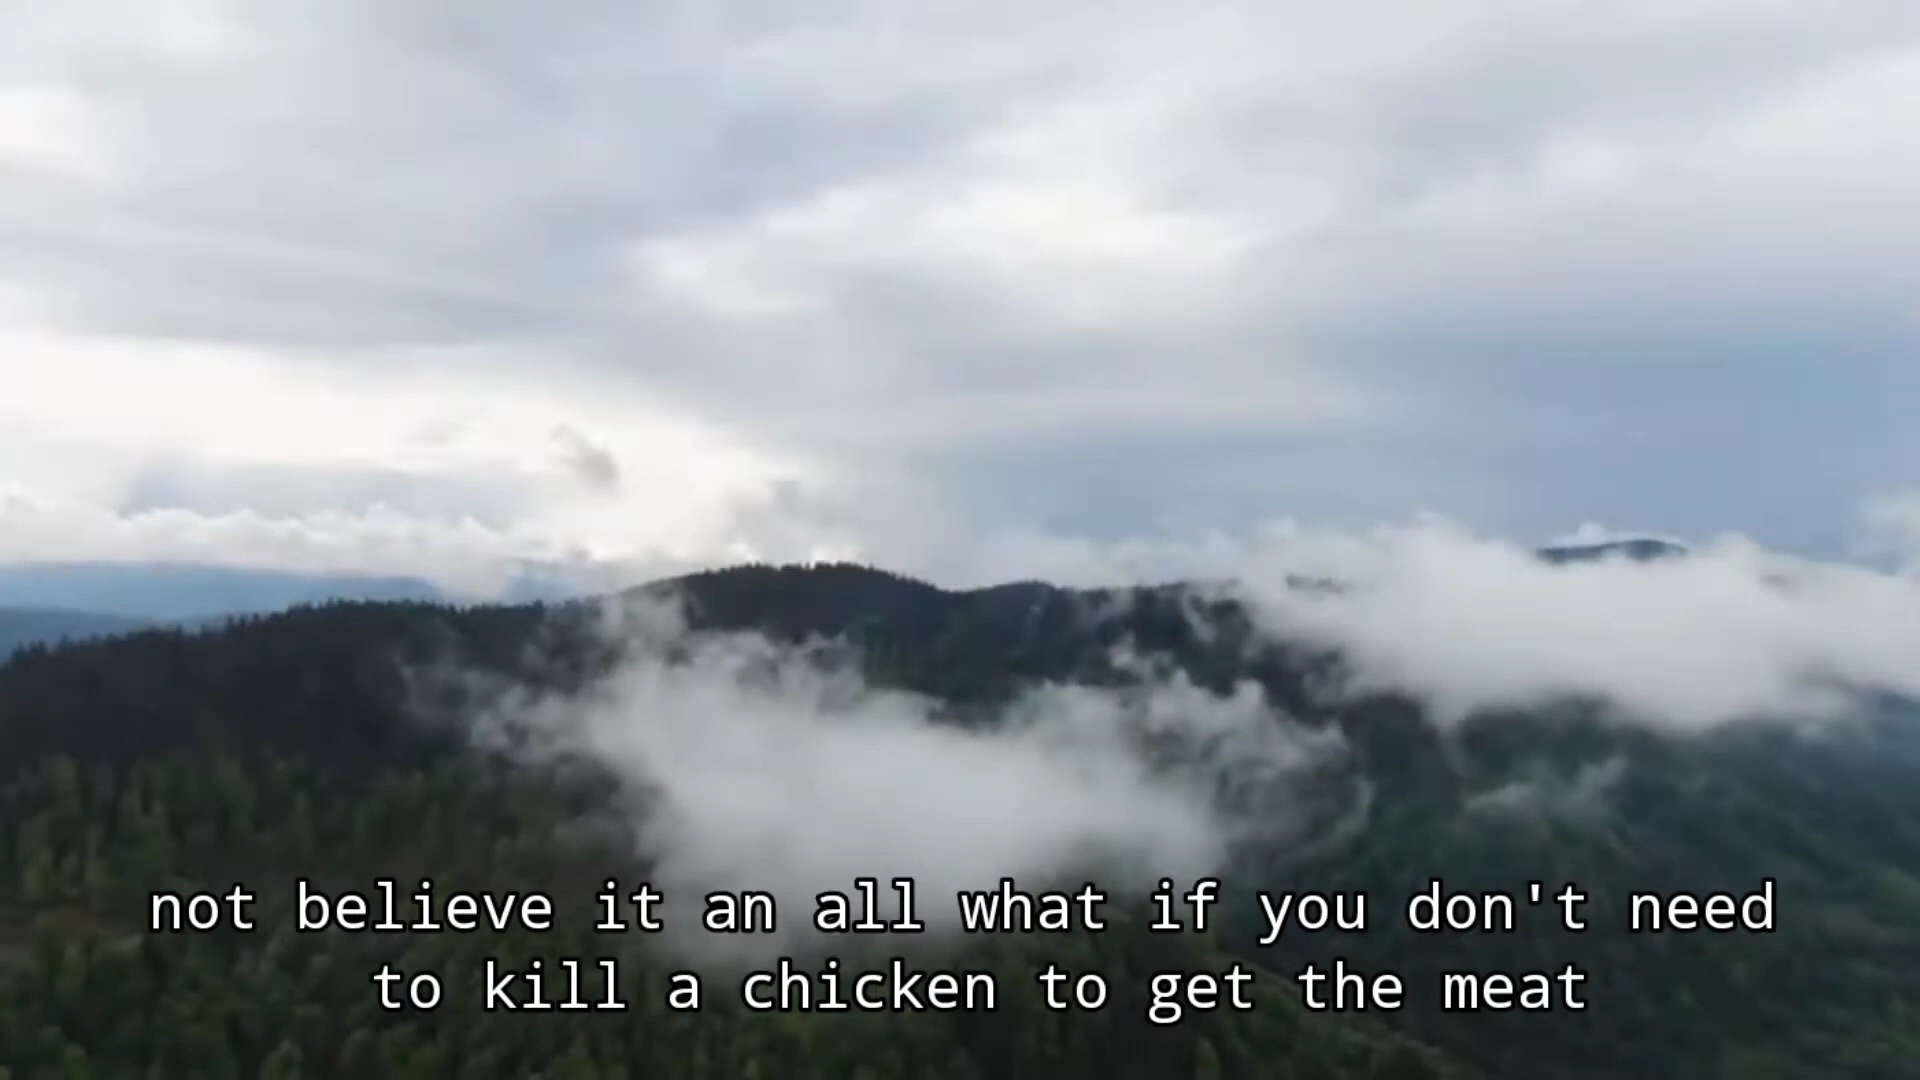 not believe it an all what if you don't need
to kill a chicken to get the meat